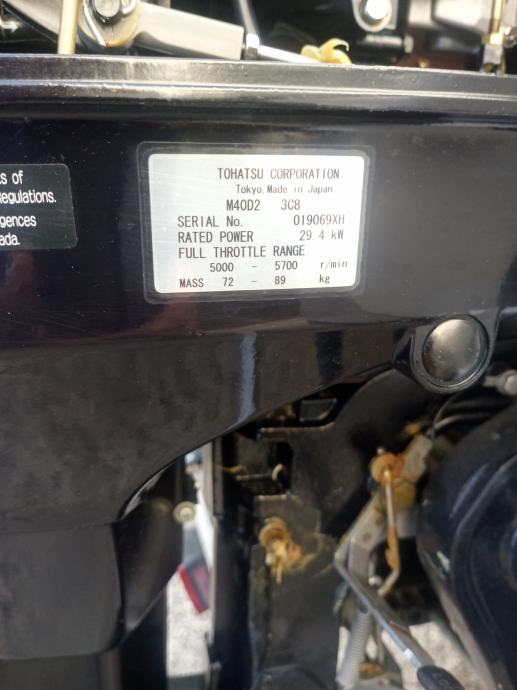 s of
Regulations.
gences
ada.
TOHATSU CORPORATION
Tokyo, Made in Japan
M40D2 3C8
SERIAL No. 019069XH
RATED POWER 29.4 kW
FULL THROTTLE RANGE
5000 - 5700 r/min
MASS 72 - 89 kg